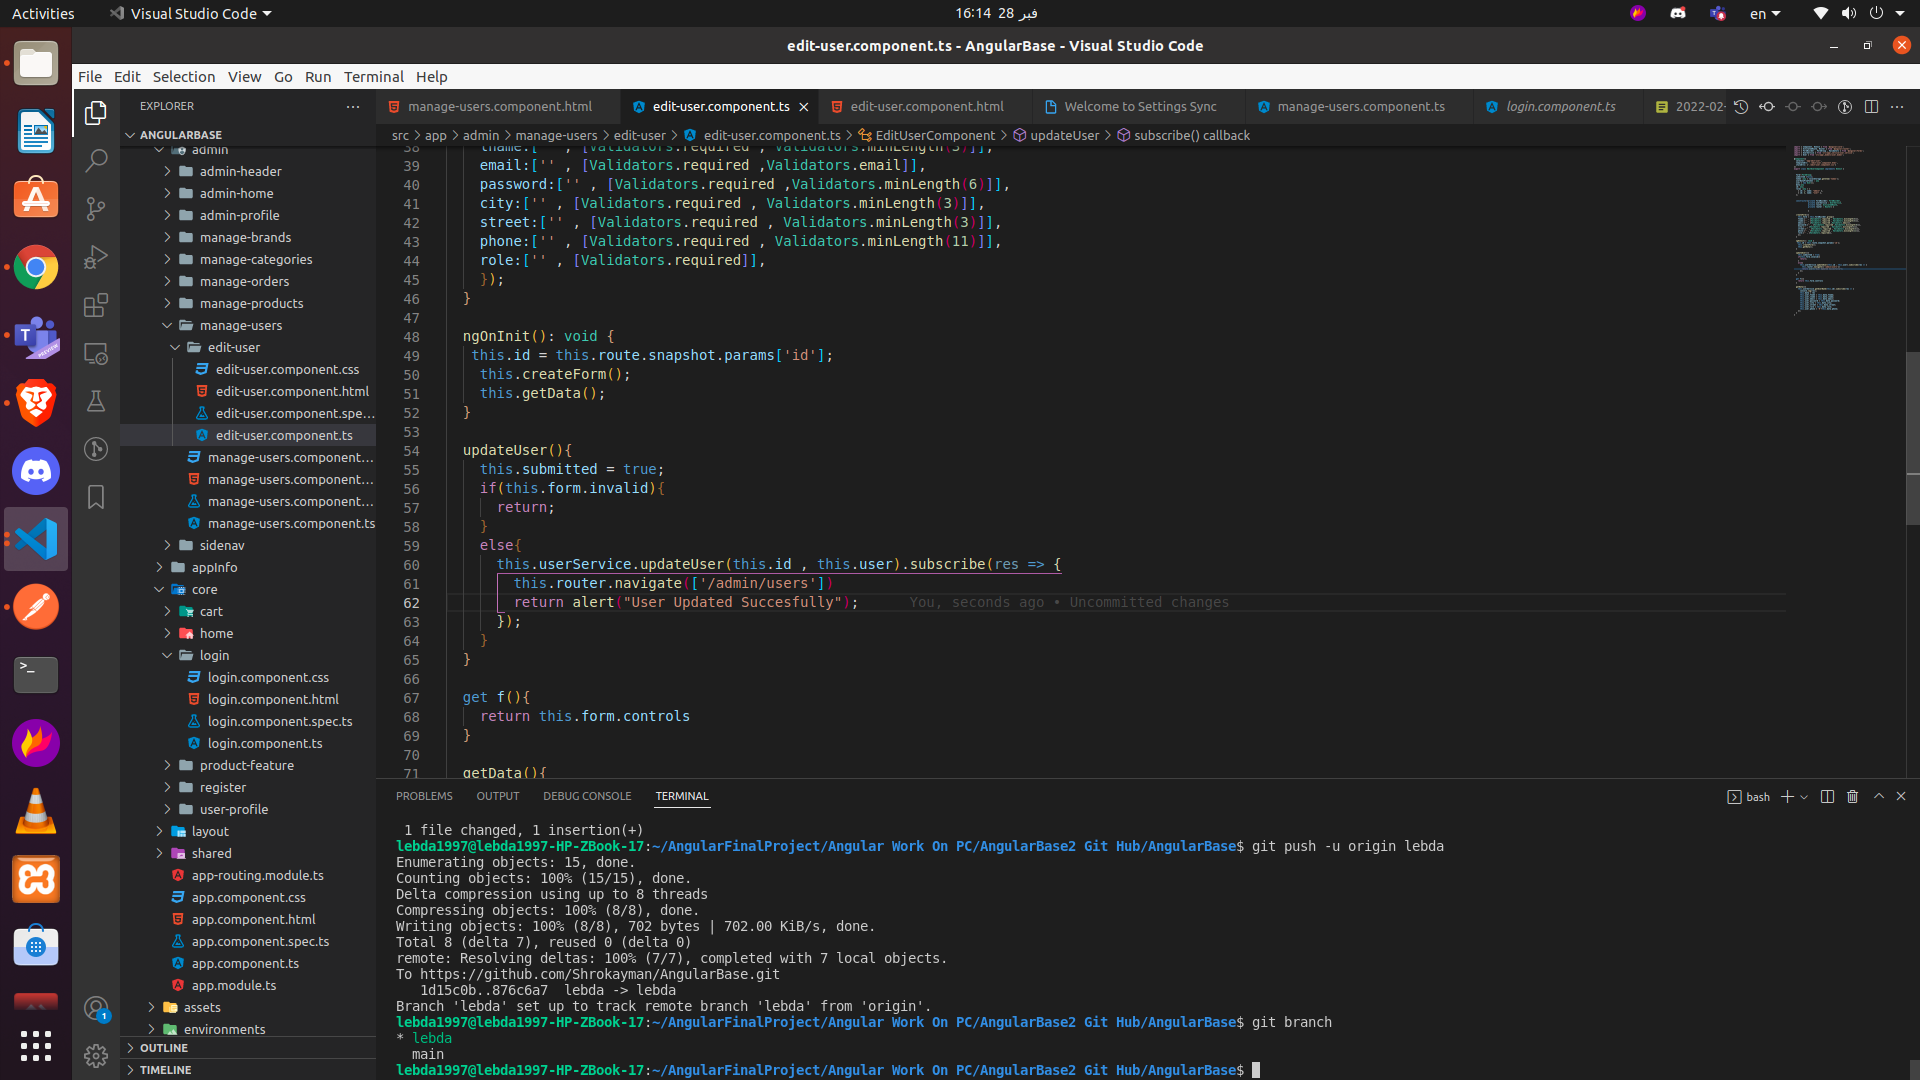 Activities
Visual Studio Code
16:14 28 فبر
en
edit-user.component.ts - AngularBase - Visual Studio Code
File Edit Selection View Go Run Terminal Help
EXPLORER
ANGULARBASE
admin
admin-header
admin-home
admin-profile
manage-brands
manage-categories
manage-orders
manage-products
manage-users
edit-user
edit-user.component.css
edit-user.component.html
edit-user.component.spe...
edit-user.component.ts
manage-users.component...
manage-users.component...
manage-users.component...
manage-users.component.ts
sidenav
appInfo
core
cart
home
login
login.component.css
login.component.html
login.component.spec.ts
login.component.ts
product-feature
register
user-profile
layout
shared
app-routing.module.ts
app.component.css
app.component.html
app.component.spec.ts
app.component.ts
app.module.ts
assets
environments
OUTLINE
TIMELINE
1
manage-users.component.html
edit-user.component.ts
edit-user.component.html
Welcome to Settings Sync
manage-users.component.ts
login.component.ts
2022-02-
src > app > admin > manage-users > edit-user > edit-user.component.ts > EditUserComponent > updateUser > subscribe() callback
38 lname:['' , [Validators.required , Validators.minLength(3)]],
39 email:['' , [Validators.required ,Validators.email]],
40 password:['' , [Validators.required ,Validators.minLength(6)]],
41 city:['' , [Validators.required , Validators.minLength(3)]],
42 street:['' , [Validators.required , Validators.minLength(3)]],
43 phone:['' , [Validators.required , Validators.minLength(11)]],
44 role:['' , [Validators.required]],
45 });
46 }
47
48 ngOnInit(): void {
49 this.id = this.route.snapshot.params['id'];
50 this.createForm();
51 this.getData();
52 }
53
54 updateUser(){
55 this.submitted = true;
56 if(this.form.invalid){
57 return;
58 }
59 else{
60 this.userService.updateUser(this.id , this.user).subscribe(res => {
61 this.router.navigate(['/admin/users'])
62 return alert("User Updated Succesfully"); You, seconds ago • Uncommitted changes
63 });
64 }
65 }
66
67 get f(){
68 return this.form.controls
69 }
70
71 getData(){
PROBLEMS OUTPUT DEBUG CONSOLE TERMINAL
bash
1 file changed, 1 insertion(+)
lebda1997@lebda1997-HP-ZBook-17:~/AngularFinalProject/Angular Work On PC/AngularBase2 Git Hub/AngularBase$ git push -u origin lebda
Enumerating objects: 15, done.
Counting objects: 100% (15/15), done.
Delta compression using up to 8 threads
Compressing objects: 100% (8/8), done.
Writing objects: 100% (8/8), 702 bytes | 702.00 KiB/s, done.
Total 8 (delta 7), reused 0 (delta 0)
remote: Resolving deltas: 100% (7/7), completed with 7 local objects.
To https://github.com/Shrokayman/AngularBase.git
1d15c0b..876c6a7 lebda -> lebda
Branch 'lebda' set up to track remote branch 'lebda' from 'origin'.
lebda1997@lebda1997-HP-ZBook-17:~/AngularFinalProject/Angular Work On PC/AngularBase2 Git Hub/AngularBase$ git branch
* lebda
main
lebda1997@lebda1997-HP-ZBook-17:~/AngularFinalProject/Angular Work On PC/AngularBase2 Git Hub/AngularBase$